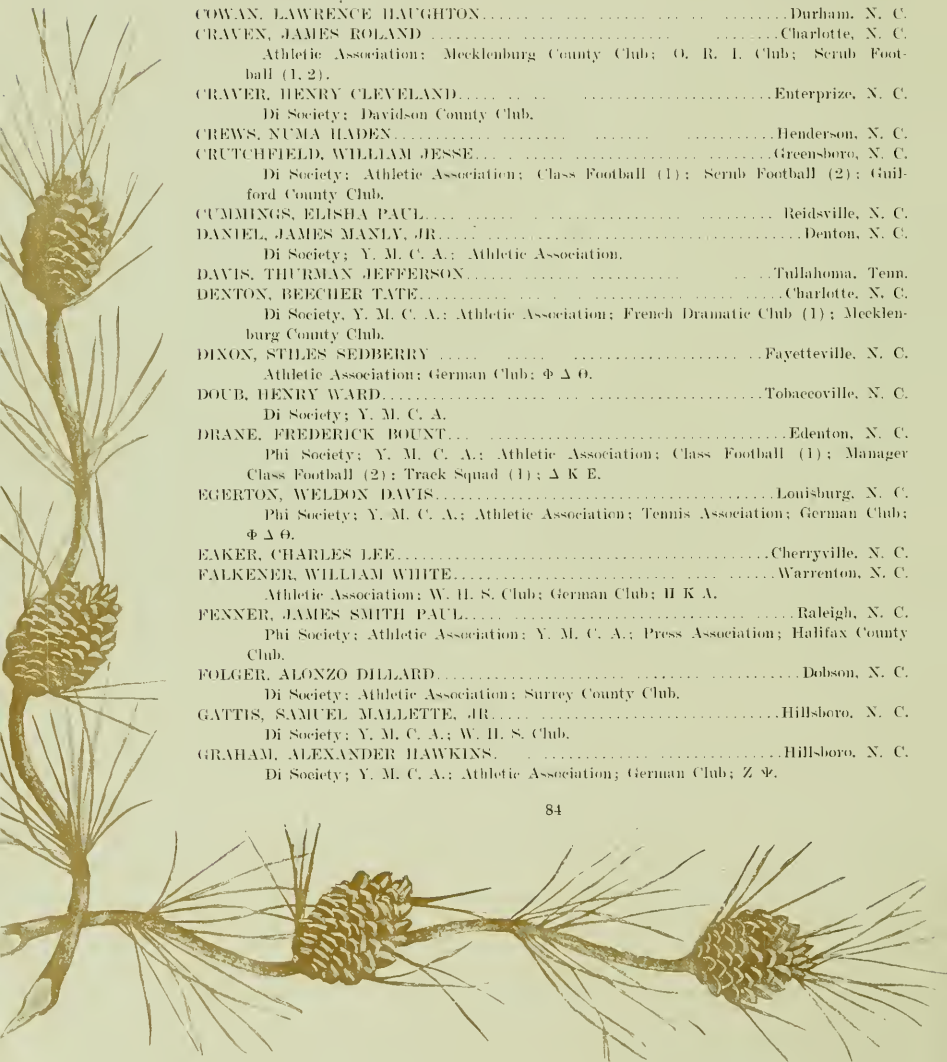 COWAN, LAWRENCE HAUGHTON.....Durham, N. C.
CRAVEN, JAMES ROLAND.....Charlotte, N. C.
Athletic Association; Mecklenburg County Club; O. R. I. Club; Scrub Foot-
ball (1, 2).
CRAVER, HENRY CLEVELAND.....Enterprize, N. C.
Di Society; Davidson County Club.
CREWS, NUMA HADEN.....Henderson, N. C.
CRUTCHFIELD, WILLIAM JESSE.....Greensboro, N. C.
Di Society; Athletic Association; Class Football (1); Scrub Football (2); Guil-
ford County Club.
CUMMINGS, ELISHA PAUL.....Reidsville, N. C.
DANIEL, JAMES MANLY, JR.....Denton, N. C.
Di Society; Y. M. C. A.; Athletic Association.
DAVIS, THURMAN JEFFERSON.....Tullahoma, Tenn.
DENTON, BEECHER TATE.....Charlotte, N. C.
Di Society, Y. M. C. A.; Athletic Association; French Dramatic Club (1); Mecklen-
burg County Club.
DIXON, STILES SEDBERRY.....Fayetteville, N. C.
Athletic Association; German Club; Φ Δ Θ.
DOUB, HENRY WARD.....Tobaccoville, N. C.
Di Society; Y. M. C. A.
DRANE, FREDERICK BOUNT.....Edenton, N. C.
Phi Society; Y. M. C. A.; Athletic Association; Class Football (1); Manager
Class Football (2); Track Squad (1); Δ K E.
EGERTON, WELDON DAVIS.....Louisburg, N. C.
Phi Society; Y. M. C. A.; Athletic Association; Tennis Association; German Club;
Φ Δ Θ.
EAKER, CHARLES LEE.....Cherryville, N. C.
FALKENER, WILLIAM WHITE.....Warrenton, N. C.
Athletic Association; W. H. S. Club; German Club; Π K A.
FENNER, JAMES SMITH PAUL.....Raleigh, N. C.
Phi Society; Athletic Association; Y. M. C. A.; Press Association; Halifax County
Club.
FOLGER, ALONZO DILLARD.....Dobson, N. C.
Di Society; Athletic Association; Surrey County Club.
GATTIS, SAMUEL MALLETTE, JR.....Hillsboro, N. C.
Di Society; Y. M. C. A.; W. H. S. Club.
GRAHAM, ALEXANDER HAWKINS.....Hillsboro, N. C.
Di Society; Y. M. C. A.; Athletic Association; German Club; Z Ψ.
84